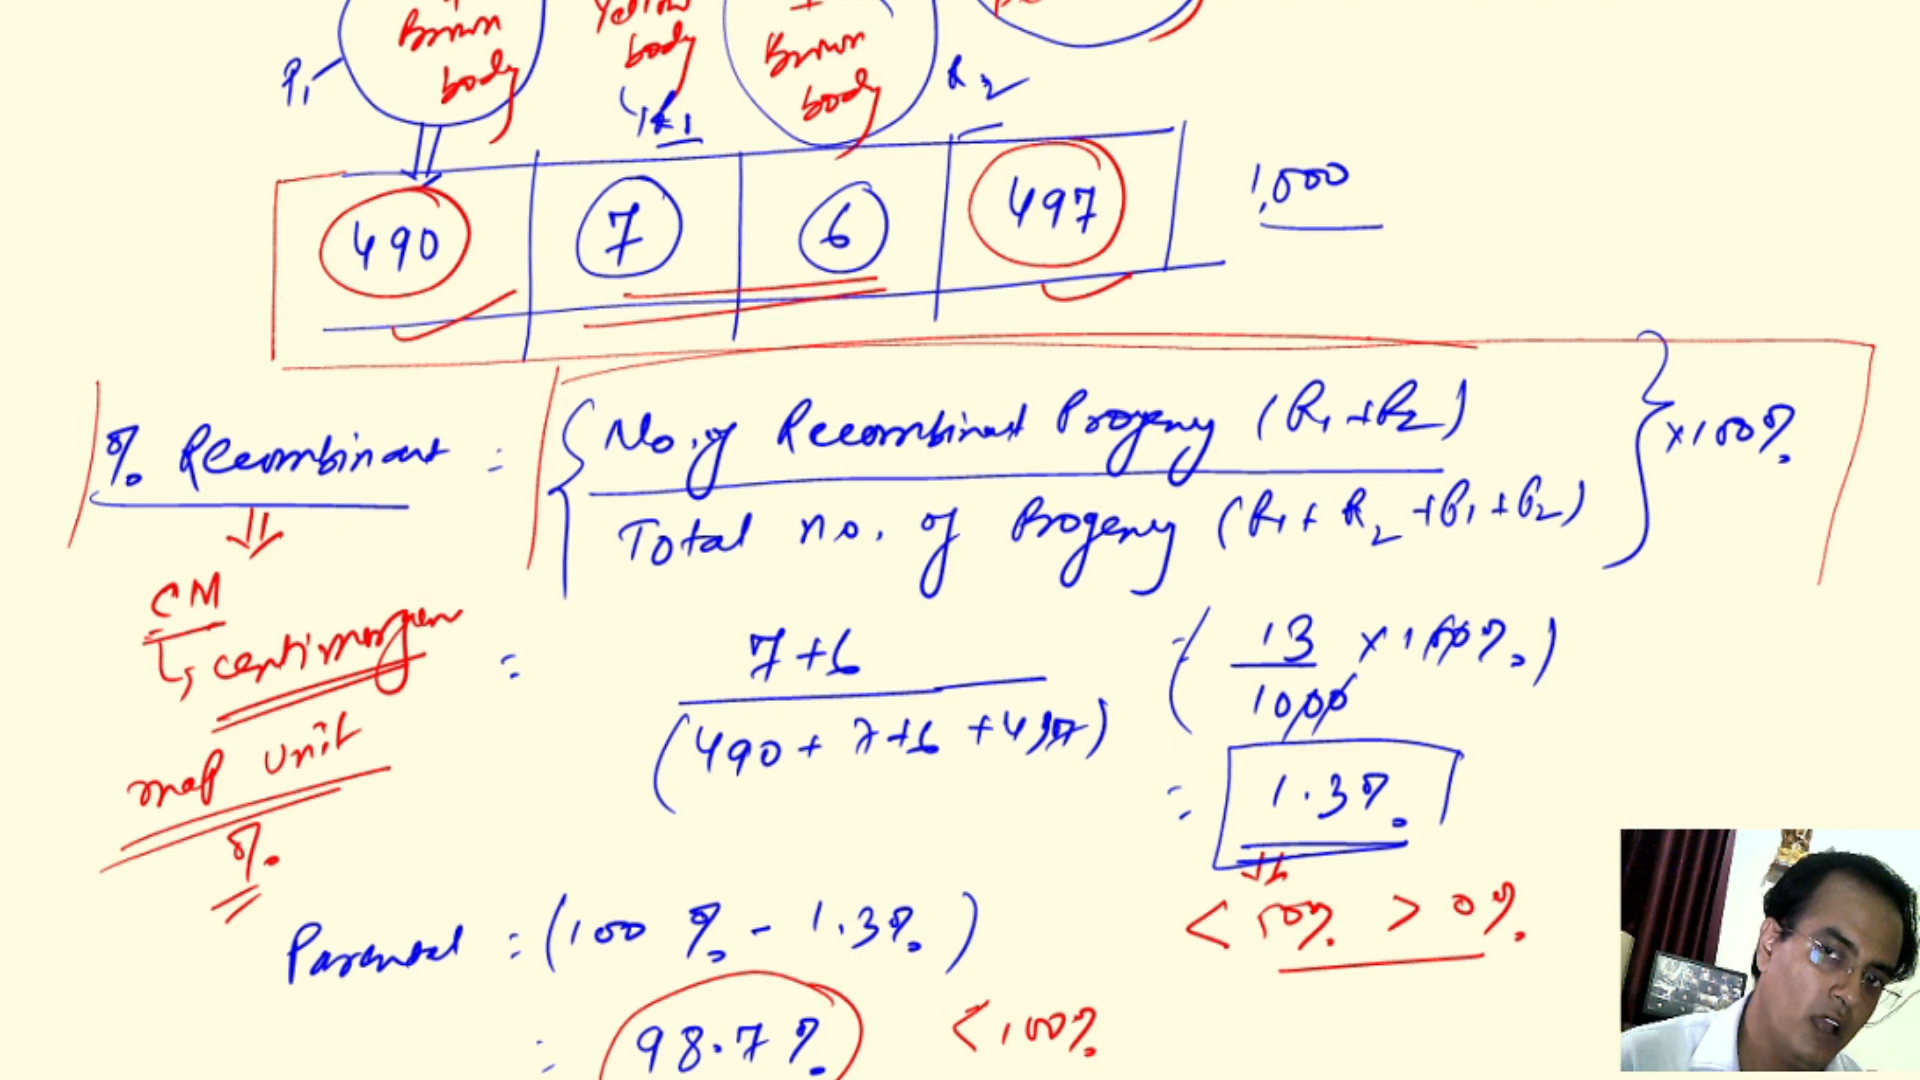 + Yellow +
Brown body Brown
body body
P1 R1 R2
490 7 6 497 1,000
% Recombinant = { No. of Recombinant Progeny (R1+R2) / Total no. of Progeny (R1 + R2 + P1 + P2) } x100%
CM
centimorgan
map unit
%
= 7+6 / (490 + 7+6 + 497) = ( 13 / 1000 x 100% )
= 1.3%
< 50% > 0%
Parental = (100 % - 1.3%)
= 98.7 % < 100%